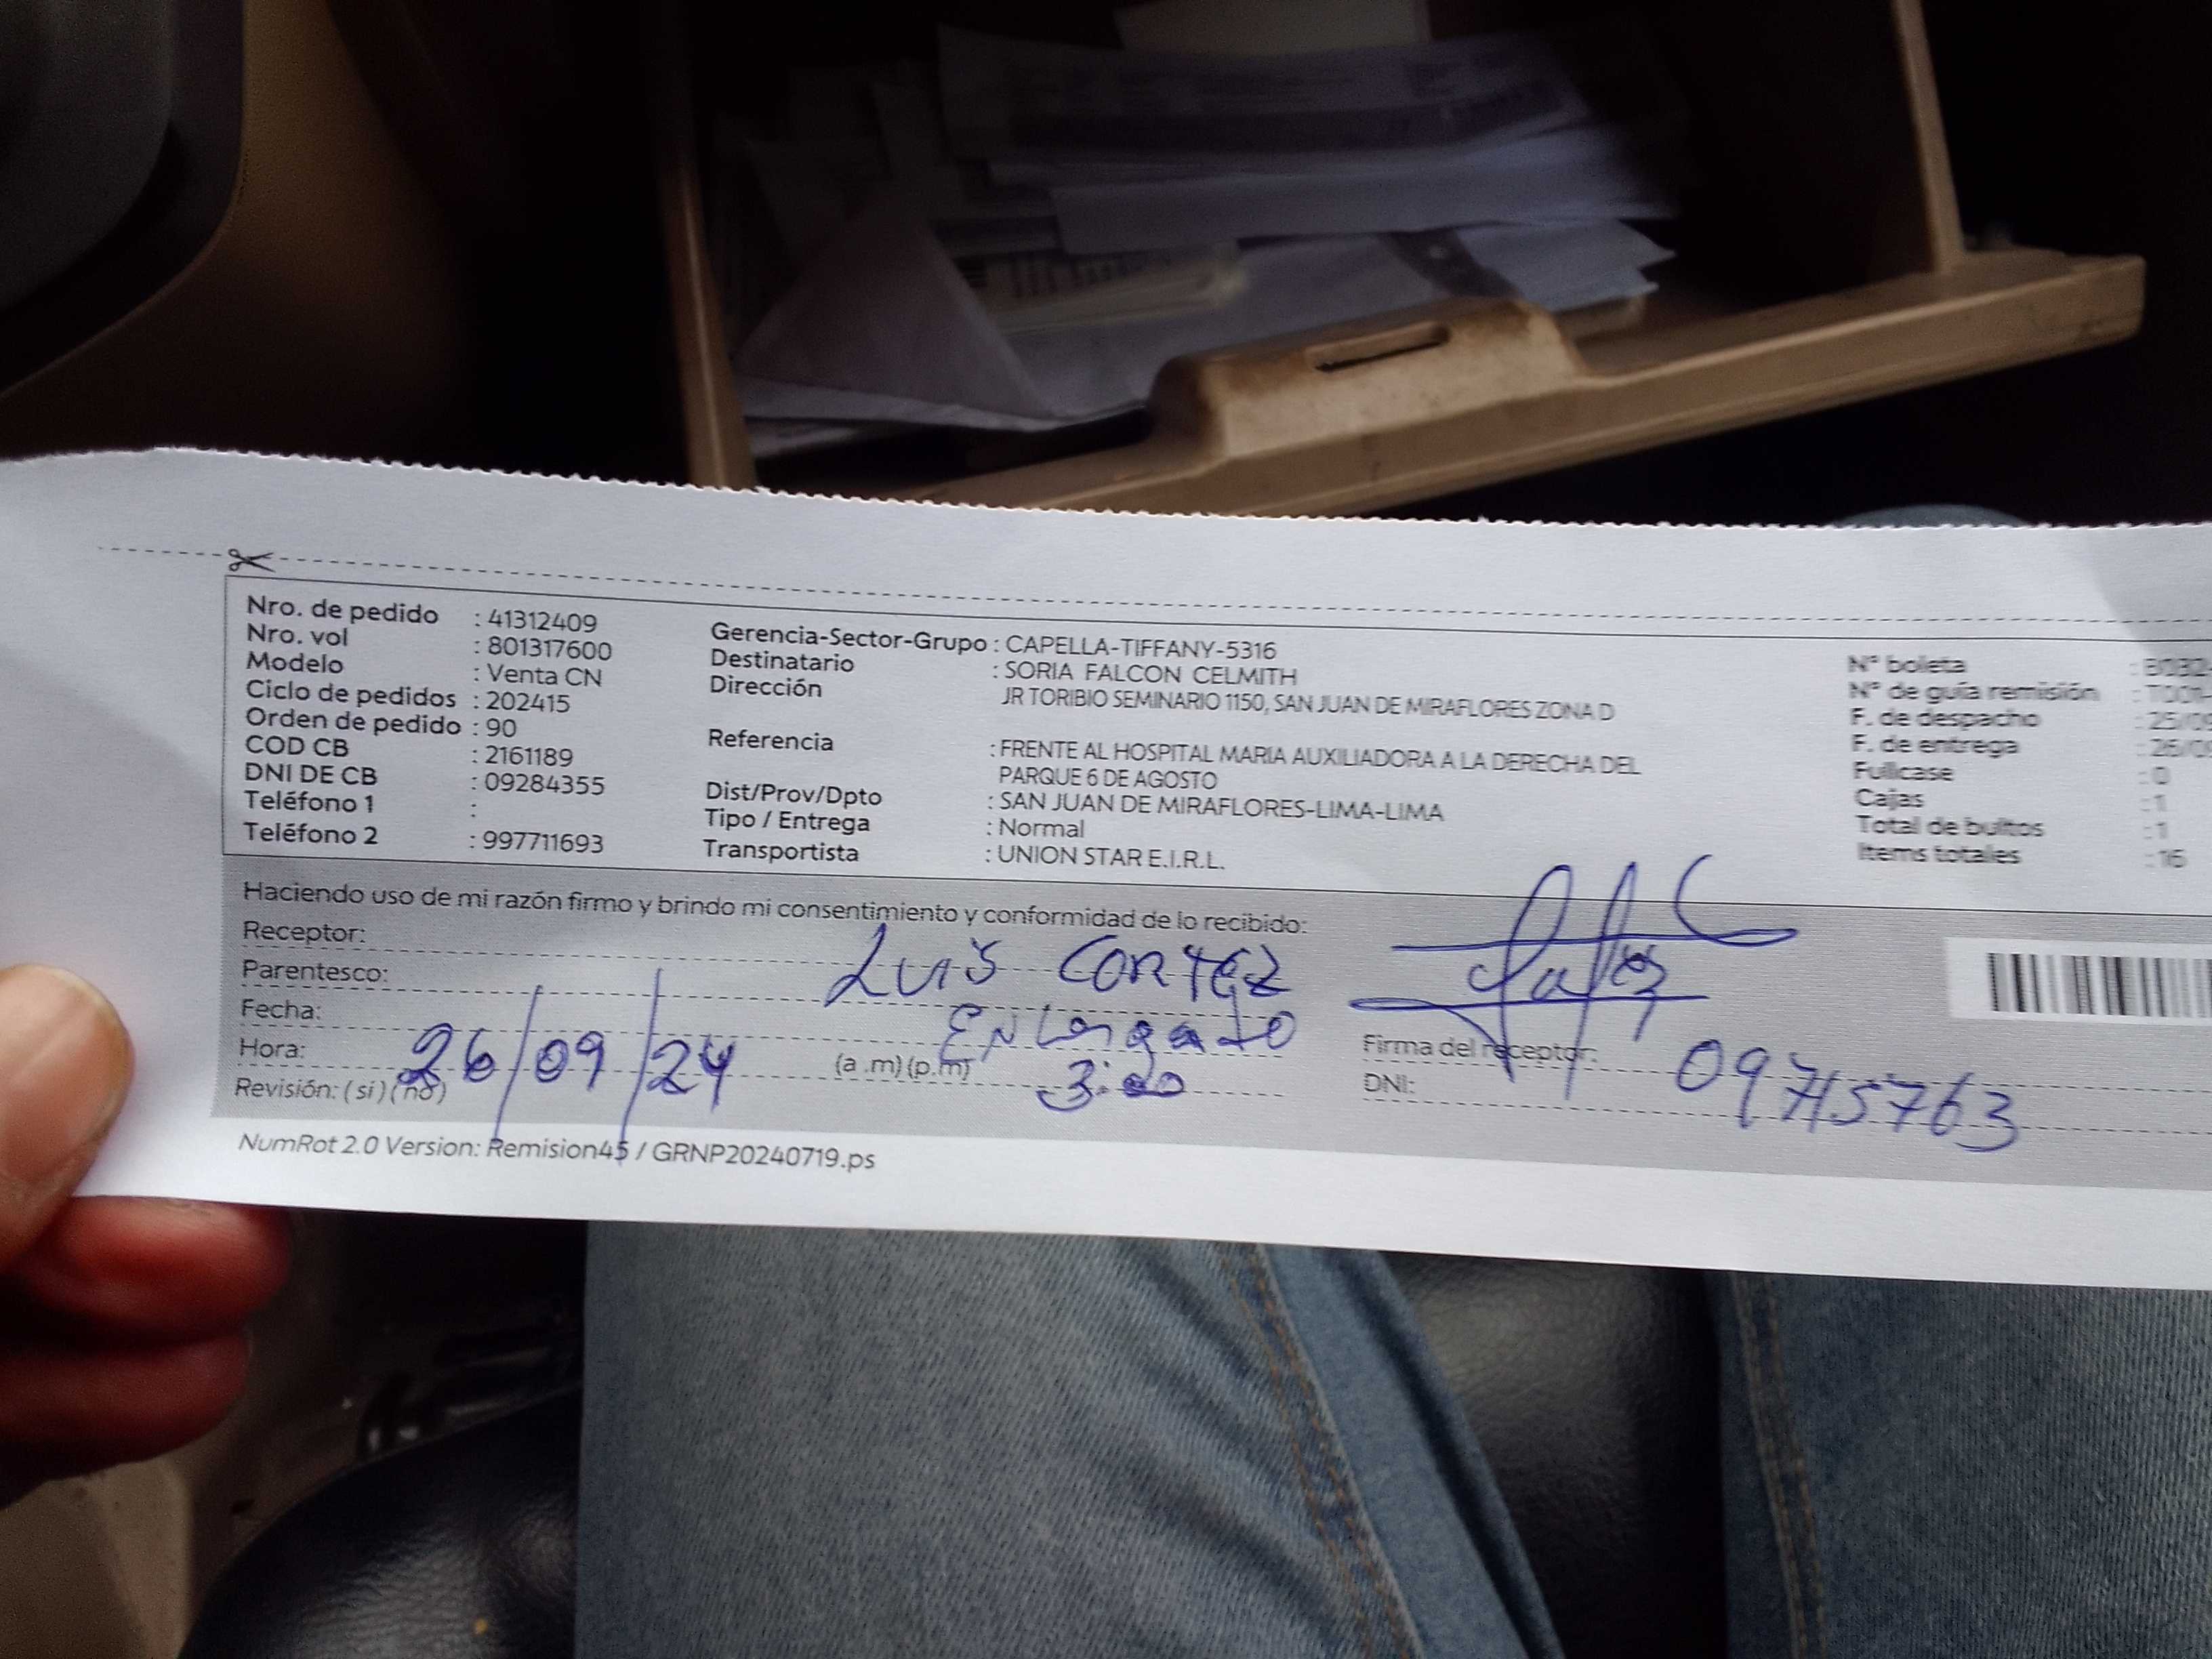 Nro. de pedido : 41312409
Nro. vol : 801317600
Modelo : Venta CN
Ciclo de pedidos : 202415
Orden de pedido : 90
COD CB : 2161189
DNI DE CB : 09284355
Teléfono 1 :
Teléfono 2 : 997711693
Gerencia-Sector-Grupo : CAPELLA-TIFFANY-5316
Destinatario : SORIA FALCON CELMITH
Dirección JR TORIBIO SEMINARIO 1150, SAN JUAN DE MIRAFLORES ZONA D
Referencia : FRENTE AL HOSPITAL MARIA AUXILIADORA A LA DERECHA DEL
PARQUE 6 DE AGOSTO
Dist/Prov/Dpto : SAN JUAN DE MIRAFLORES-LIMA-LIMA
Tipo / Entrega : Normal
Transportista : UNION STAR E.I.R.L.
N° boleta : B032-
N° de guía remisión : T001-
F. de despacho : 25/09
F. de entrega : 26/09
Fullcase : 0
Cajas : 1
Total de bultos : 1
Items totales : 16
Haciendo uso de mi razón firmo y brindo mi consentimiento y conformidad de lo recibido:
Receptor: Luis Cortez
Parentesco: Encargado
Fecha: 26/09/24
Hora: (a .m) (p.m) 3:00
Revisión: ( si ) ( no )
Firma del receptor:
DNI: 09715763
NumRot 2.0 Version: Remision45 / GRNP20240719.ps